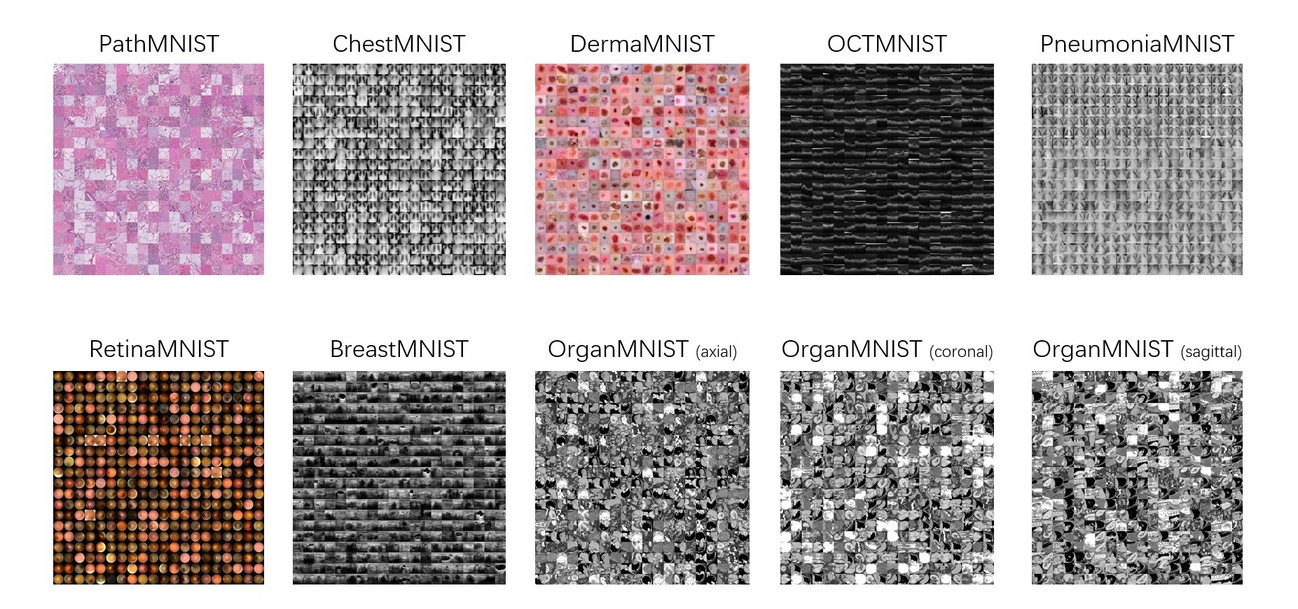 PathMNIST
ChestMNIST
DermaMNIST
OCTMNIST
PneumoniaMNIST
RetinaMNIST
BreastMNIST
OrganMNIST (axial)
OrganMNIST (coronal)
OrganMNIST (sagittal)